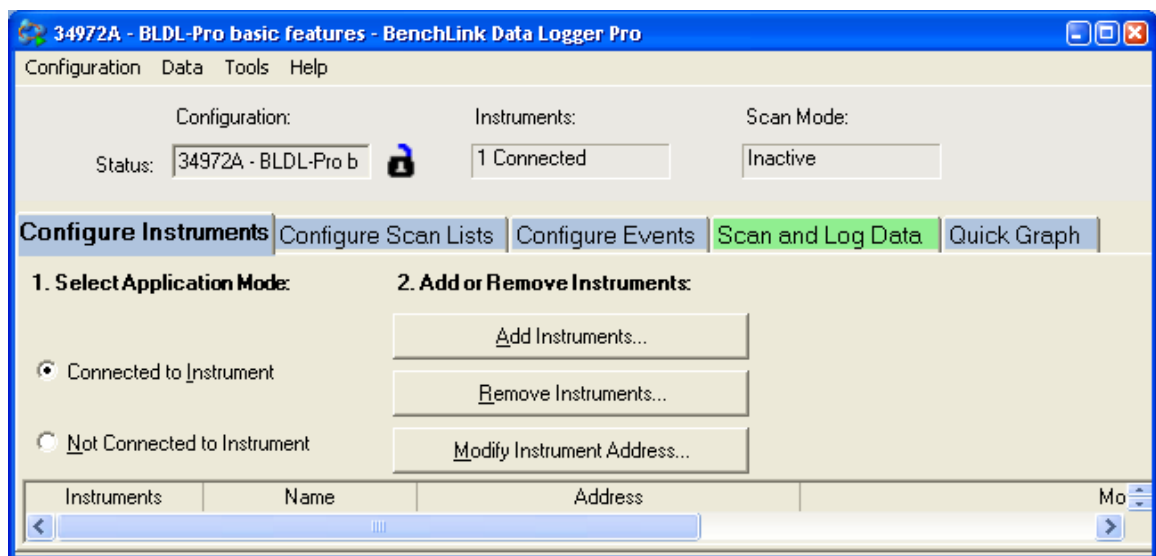 34972A - BLDL-Pro basic features - BenchLink Data Logger Pro
Configuration Data Tools Help
Configuration: Instruments: Scan Mode:
Status: 34972A - BLDL-Pro b 1 Connected Inactive
Configure Instruments Configure Scan Lists Configure Events Scan and Log Data Quick Graph
1. Select Application Mode: 2. Add or Remove Instruments:
Add Instruments...
Connected to Instrument
Remove Instruments...
Not Connected to Instrument
Modify Instrument Address...
Instruments Name Address Mo